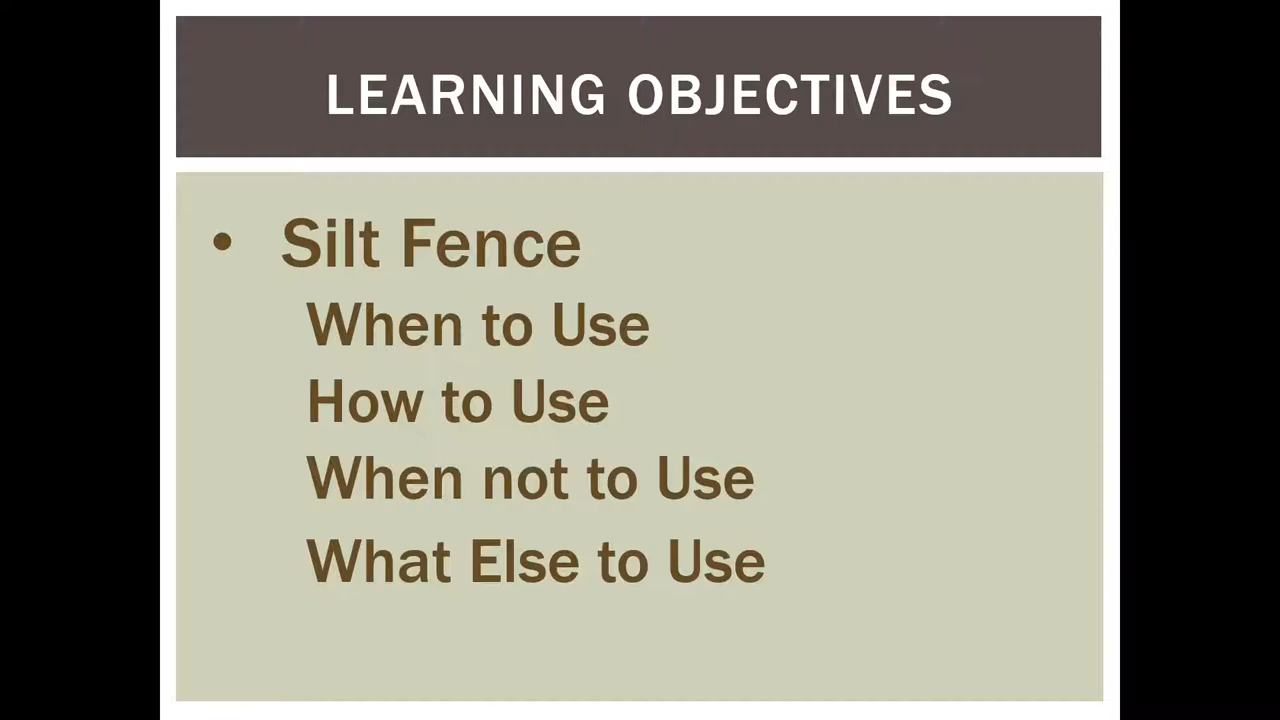 LEARNING OBJECTIVES
• Silt Fence
When to Use
How to Use
When not to Use
What Else to Use